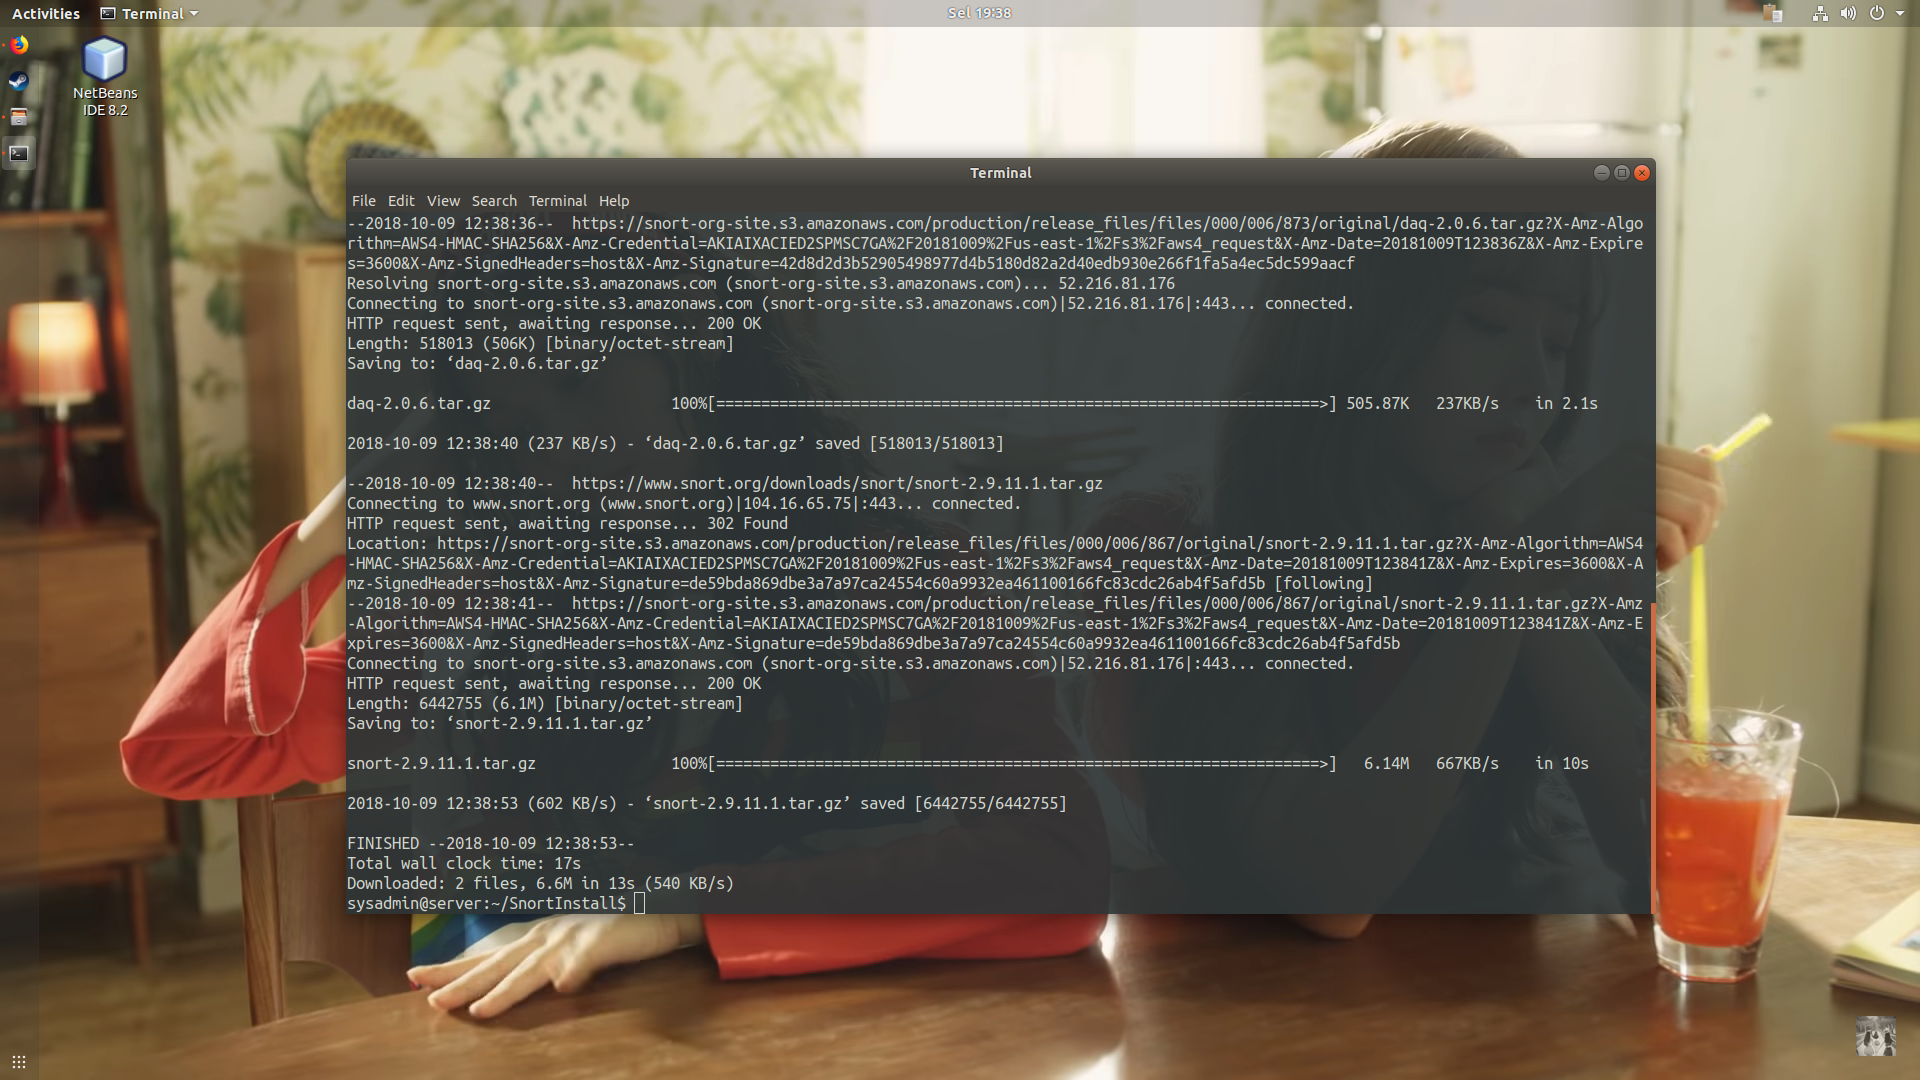 Activities
Terminal
Sel 19:38
NetBeans
IDE 8.2
Terminal
File Edit View Search Terminal Help
--2018-10-09 12:38:36--  https://snort-org-site.s3.amazonaws.com/production/release_files/files/000/006/873/original/daq-2.0.6.tar.gz?X-Amz-Algo
rithm=AWS4-HMAC-SHA256&X-Amz-Credential=AKIAIXACIED2SPMSC7GA%2F20181009%2Fus-east-1%2Fs3%2Faws4_request&X-Amz-Date=20181009T123836Z&X-Amz-Expire
s=3600&X-Amz-SignedHeaders=host&X-Amz-Signature=42d8d2d3b52905498977d4b5180d82a2d40edb930e266f1fa5a4ec5dc599aacf
Resolving snort-org-site.s3.amazonaws.com (snort-org-site.s3.amazonaws.com)... 52.216.81.176
Connecting to snort-org-site.s3.amazonaws.com (snort-org-site.s3.amazonaws.com)|52.216.81.176|:443... connected.
HTTP request sent, awaiting response... 200 OK
Length: 518013 (506K) [binary/octet-stream]
Saving to: ‘daq-2.0.6.tar.gz’
daq-2.0.6.tar.gz                    100%[===================================================================>] 505.87K   237KB/s    in 2.1s
2018-10-09 12:38:40 (237 KB/s) - ‘daq-2.0.6.tar.gz’ saved [518013/518013]
--2018-10-09 12:38:40--  https://www.snort.org/downloads/snort/snort-2.9.11.1.tar.gz
Connecting to www.snort.org (www.snort.org)|104.16.65.75|:443... connected.
HTTP request sent, awaiting response... 302 Found
Location: https://snort-org-site.s3.amazonaws.com/production/release_files/files/000/006/867/original/snort-2.9.11.1.tar.gz?X-Amz-Algorithm=AWS4
-HMAC-SHA256&X-Amz-Credential=AKIAIXACIED2SPMSC7GA%2F20181009%2Fus-east-1%2Fs3%2Faws4_request&X-Amz-Date=20181009T123841Z&X-Amz-Expires=3600&X-A
mz-SignedHeaders=host&X-Amz-Signature=de59bda869dbe3a7a97ca24554c60a9932ea461100166fc83cdc26ab4f5afd5b [following]
--2018-10-09 12:38:41--  https://snort-org-site.s3.amazonaws.com/production/release_files/files/000/006/867/original/snort-2.9.11.1.tar.gz?X-Amz
-Algorithm=AWS4-HMAC-SHA256&X-Amz-Credential=AKIAIXACIED2SPMSC7GA%2F20181009%2Fus-east-1%2Fs3%2Faws4_request&X-Amz-Date=20181009T123841Z&X-Amz-E
xpires=3600&X-Amz-SignedHeaders=host&X-Amz-Signature=de59bda869dbe3a7a97ca24554c60a9932ea461100166fc83cdc26ab4f5afd5b
Connecting to snort-org-site.s3.amazonaws.com (snort-org-site.s3.amazonaws.com)|52.216.81.176|:443... connected.
HTTP request sent, awaiting response... 200 OK
Length: 6442755 (6.1M) [binary/octet-stream]
Saving to: ‘snort-2.9.11.1.tar.gz’
snort-2.9.11.1.tar.gz               100%[===================================================================>]   6.14M   667KB/s    in 10s
2018-10-09 12:38:53 (602 KB/s) - ‘snort-2.9.11.1.tar.gz’ saved [6442755/6442755]
FINISHED --2018-10-09 12:38:53--
Total wall clock time: 17s
Downloaded: 2 files, 6.6M in 13s (540 KB/s)
sysadmin@server:~/SnortInstall$